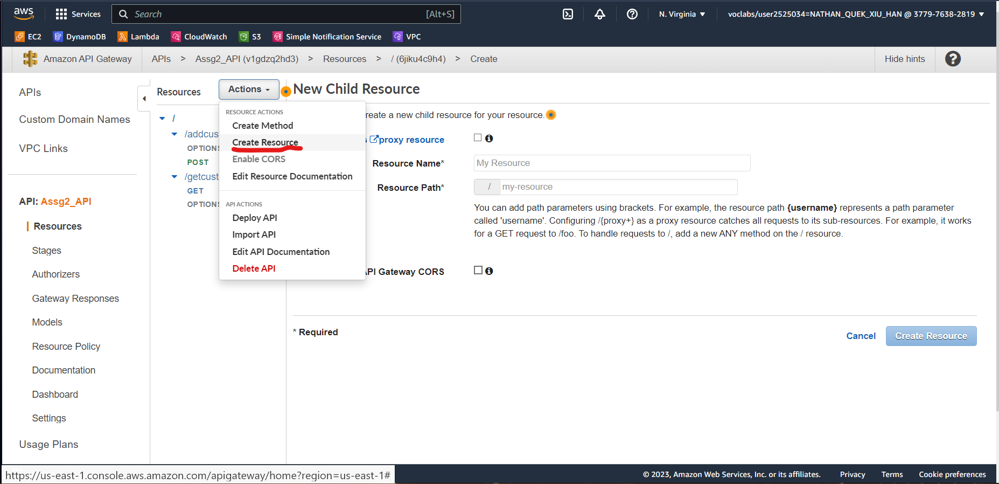 aws Services Search [Alt+S] N. Virginia voclabs/user2525034=NATHAN_QUEK_XIU_HAN @ 3779-7638-2819
EC2 DynamoDB Lambda CloudWatch S3 Simple Notification Service VPC
Amazon API Gateway APIs > Assg2_API (v1gdzq2hd3) > Resources > / (6jiku4c9h4) > Create Hide hints
APIs
Custom Domain Names
VPC Links
API: Assg2_API
Resources
Stages
Authorizers
Gateway Responses
Models
Resource Policy
Documentation
Dashboard
Settings
Usage Plans
Resources
Actions
/
/addcus
OPTIONS
POST
/getcust
GET
OPTIONS
RESOURCE ACTIONS
Create Method
Create Resource
Enable CORS
Edit Resource Documentation
API ACTIONS
Deploy API
Import API
Edit API Documentation
Delete API
New Child Resource
reate a new child resource for your resource.
s proxy resource
Resource Name*
My Resource
Resource Path*
/ my-resource
You can add path parameters using brackets. For example, the resource path {username} represents a path parameter
called 'username'. Configuring /{proxy+} as a proxy resource catches all requests to its sub-resources. For example, it works
for a GET request to /foo. To handle requests to /, add a new ANY method on the / resource.
API Gateway CORS
* Required
Cancel Create Resource
https://us-east-1.console.aws.amazon.com/apigateway/home?region=us-east-1#
© 2023, Amazon Web Services, Inc. or its affiliates. Privacy Terms Cookie preferences